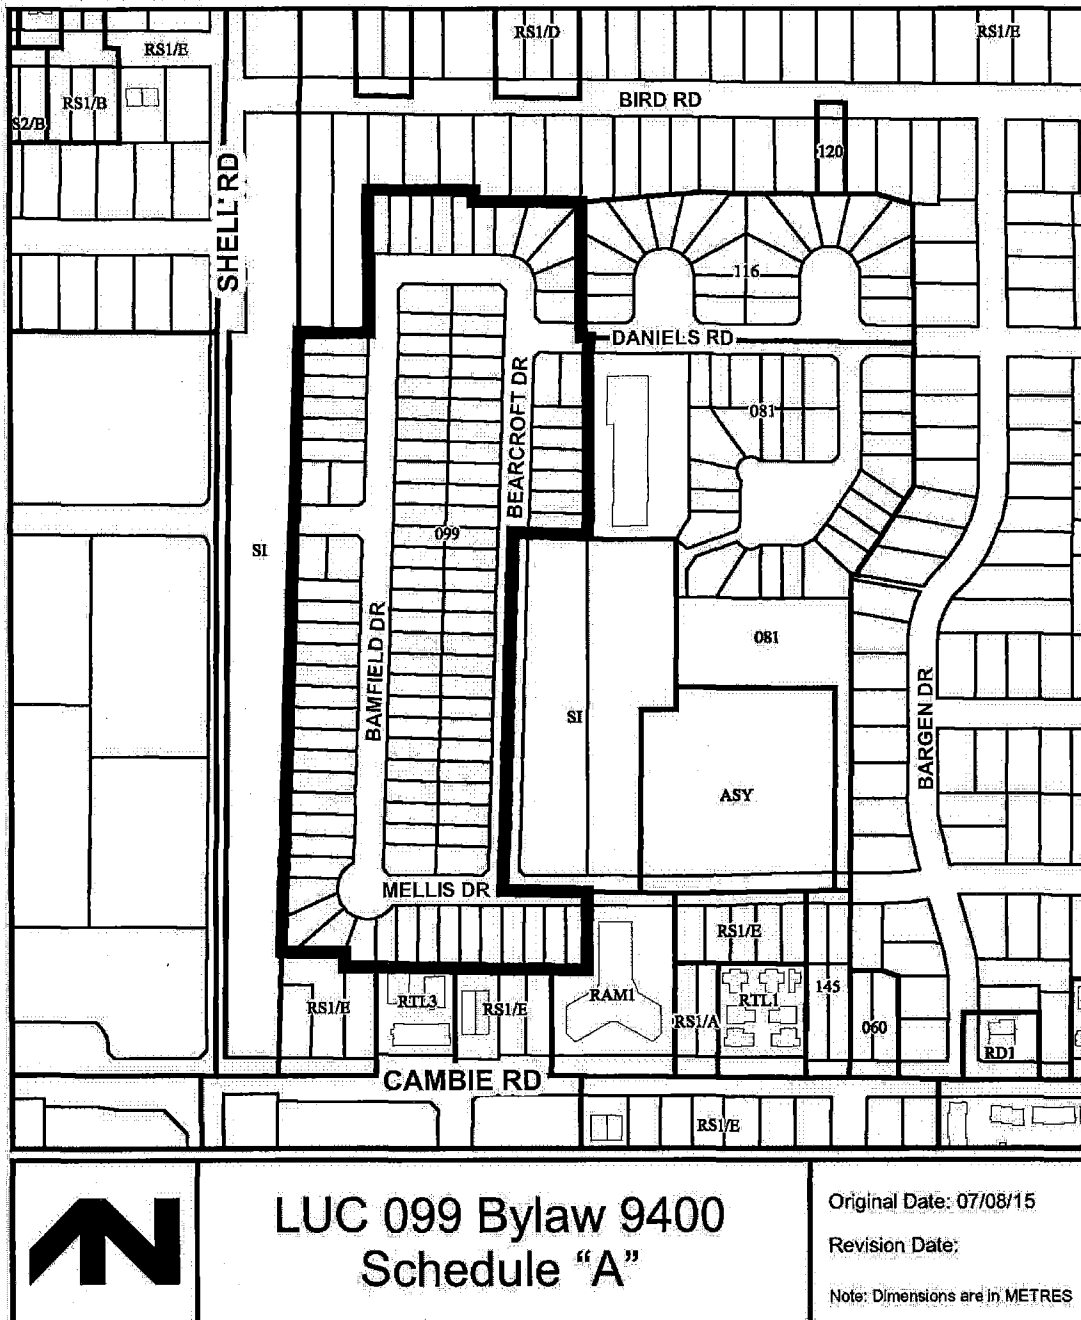 RS1/E
RS1/D
RS1/E
RS1/B
S2/B
BIRD RD
120
SHELL RD
116
DANIELS RD
BEARCROFT DR
081
099
SI
BAMFIELD DR
081
SI
BARGEN DR
ASY
MELLIS DR
RS1/E
RS1/E
RTL3
RS1/E
RAM1
RS1/A
RTL1
145
060
RD1
CAMBIE RD
RS1/E
LUC 099 Bylaw 9400
Schedule “A”
Original Date: 07/08/15
Revision Date:
Note: Dimensions are in METRES